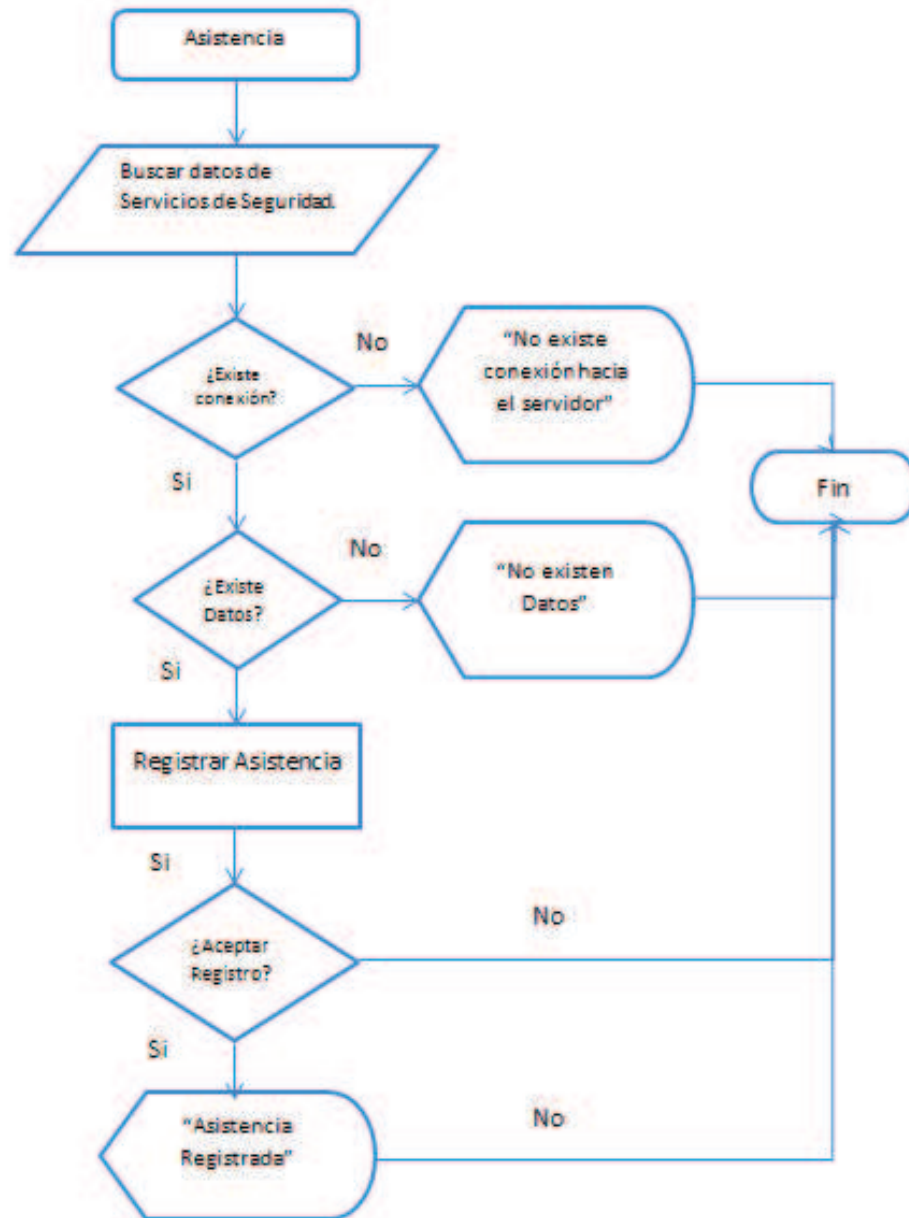 Asistencia
Buscar datos de
Servicios de Seguridad.
¿Existe
conexión?
No
"No existe
conexión hacia
el servidor"
Fin
Si
¿Existe
Datos?
No
"No existen
Datos"
Si
Registrar Asistencia
Si
¿Aceptar
Registro?
No
Si
"Asistencia
Registrada"
No